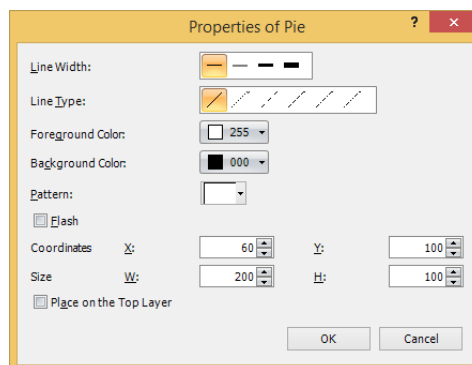 Properties of Pie ? ×
Line Width:
Line Type:
Foreground Color: 255
Background Color: 000
Pattern:
Flash
Coordinates X: 60 Y: 100
Size W: 200 H: 100
Place on the Top Layer
OK Cancel